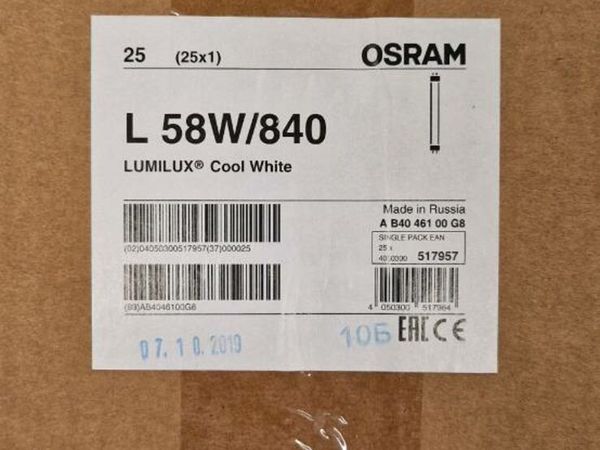 25 (25x1) OSRAM
L 58W/840
LUMILUX® Cool White
Made in Russia
A B40 461 00 G8
SINGLE PACK EAN
25 x
4050300 517957
(02)04050300517957(37)000025
4 050300 517964
(89)AB4046100G8
07.10.2019 10Б EAC CE